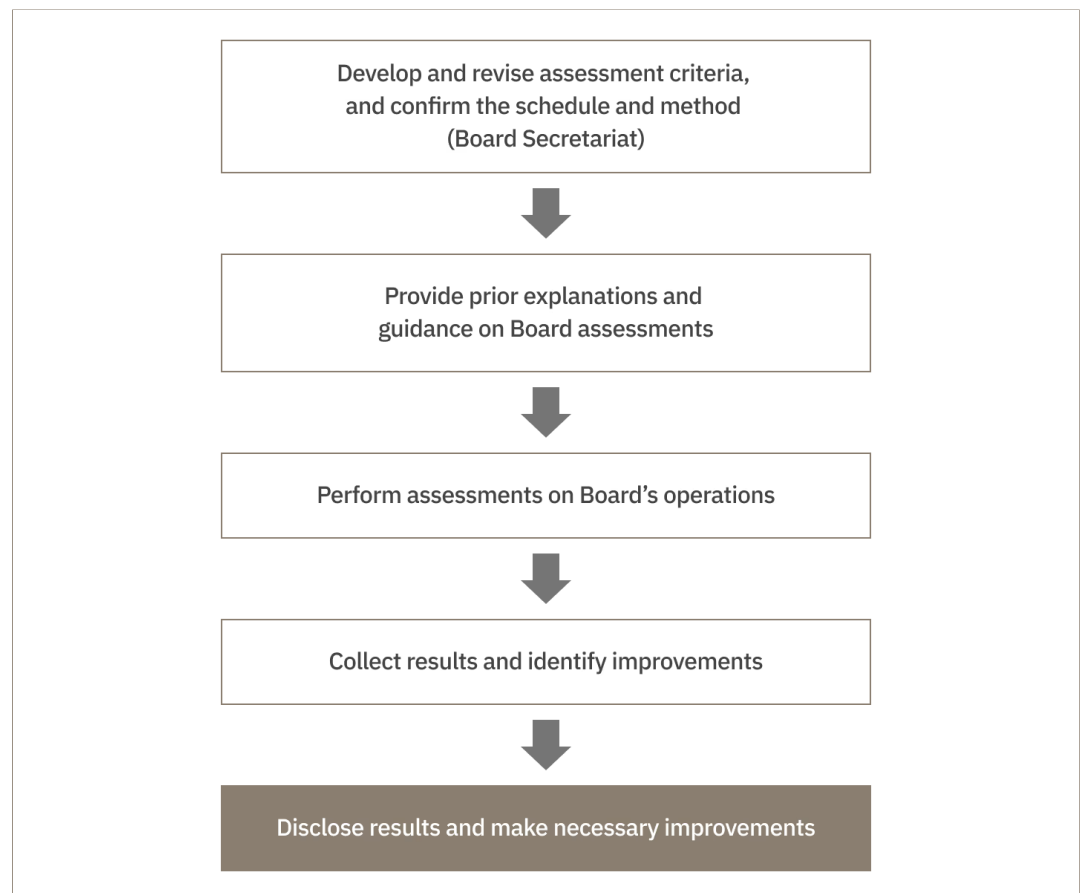 Develop and revise assessment criteria,
and confirm the schedule and method
(Board Secretariat)
Provide prior explanations and
guidance on Board assessments
Perform assessments on Board’s operations
Collect results and identify improvements
Disclose results and make necessary improvements